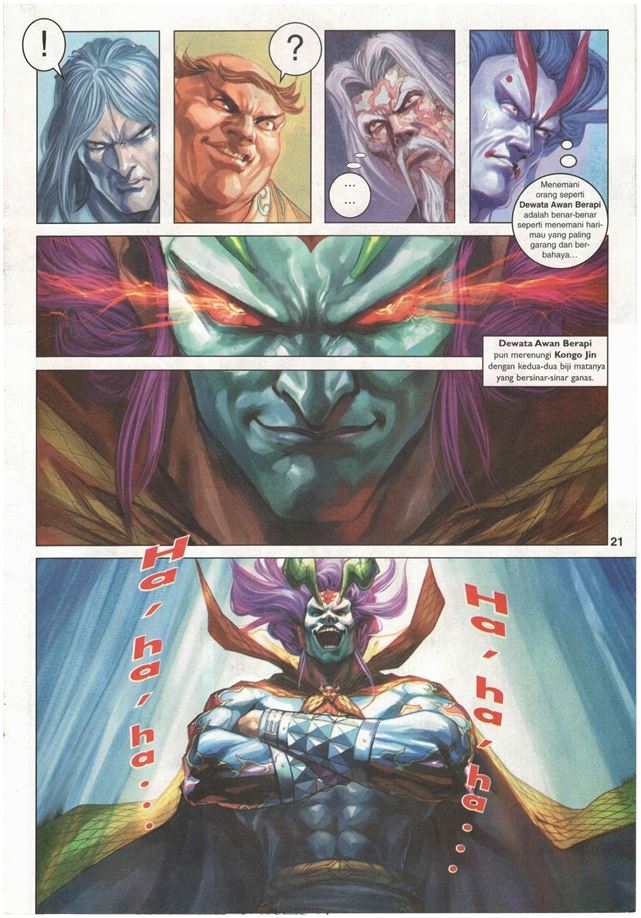 !
?
...
...
Menemani
orang seperti
Dewata Awan Berapi
adalah benar-benar
seperti menemani hari-
mau yang paling
garang dan ber-
bahaya...
Dewata Awan Berapi
pun merenungi Kongo Jin
dengan kedua-dua biji matanya
yang bersinar-sinar ganas.
21
Ha, ha, ha...
Ha, ha, ha...